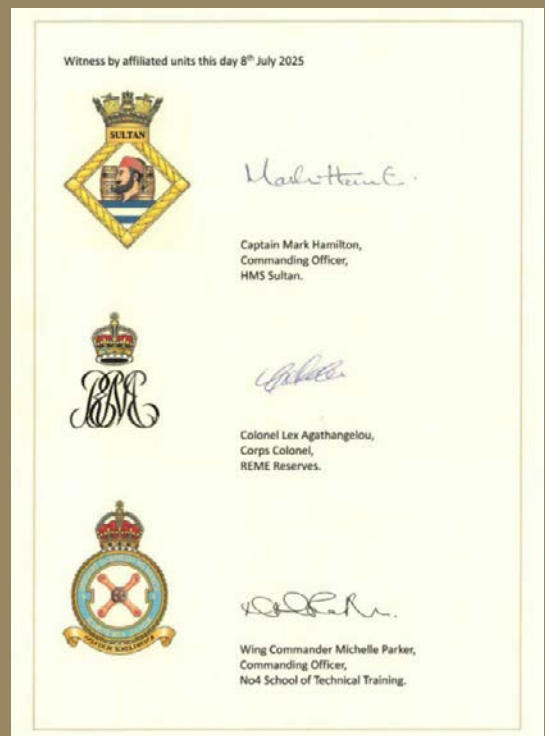 Witness by affiliated units this day 8th July 2025
SULTAN
Captain Mark Hamilton,
Commanding Officer,
HMS Sultan.
Colonel Lex Agathangelou,
Corps Colonel,
REME Reserves.
Wing Commander Michelle Parker,
Commanding Officer,
No4 School of Technical Training.